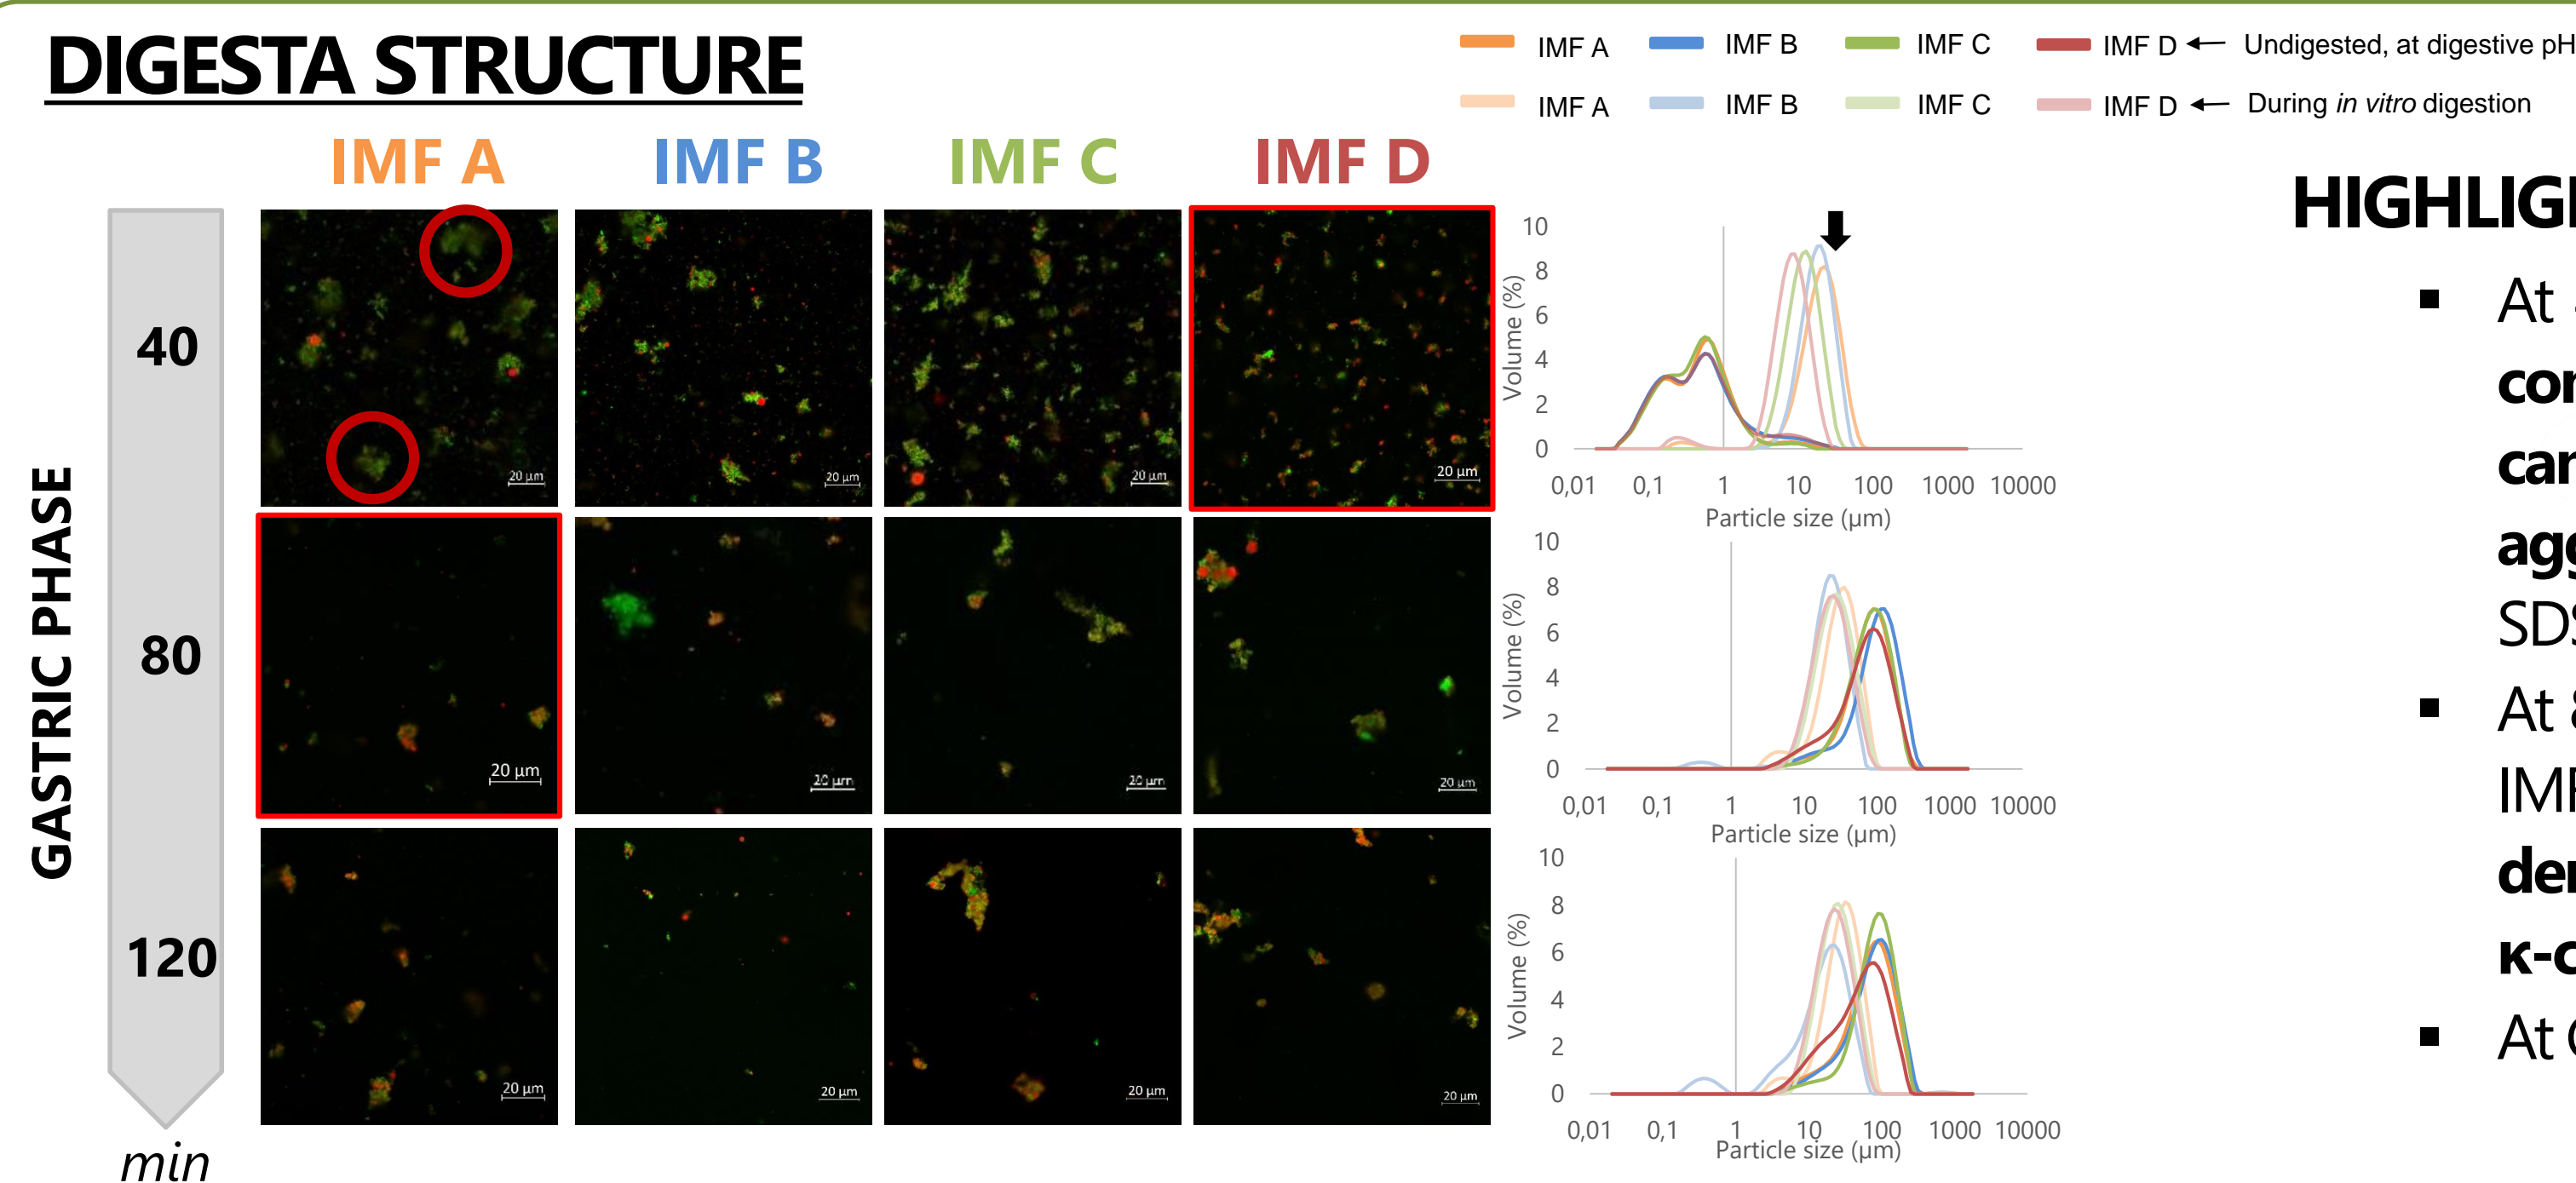 DIGESTA STRUCTURE
IMF A IMF B IMF C IMF D Undigested, at digestive pH
IMF A IMF B IMF C IMF D During in vitro digestion
IMF A IMF B IMF C IMF D
GASTRIC PHASE
40
20 µm 20 µm 20 µm 20 µm
80
20 µm 20 µm 20 µm 20 µm
120
20 µm 20 µm 20 µm 20 µm
min
Volume (%)
10
8
6
4
2
0
0,01 0,1 1 10 100 1000 10000
Particle size (µm)
Volume (%)
10
8
6
4
2
0
0,01 0,1 1 10 100 1000 10000
Particle size (µm)
Volume (%)
10
8
6
4
2
0
0,01 0,1 1 10 100 1000 10000
Particle size (µm)
▪ At
▪ At
▪ At